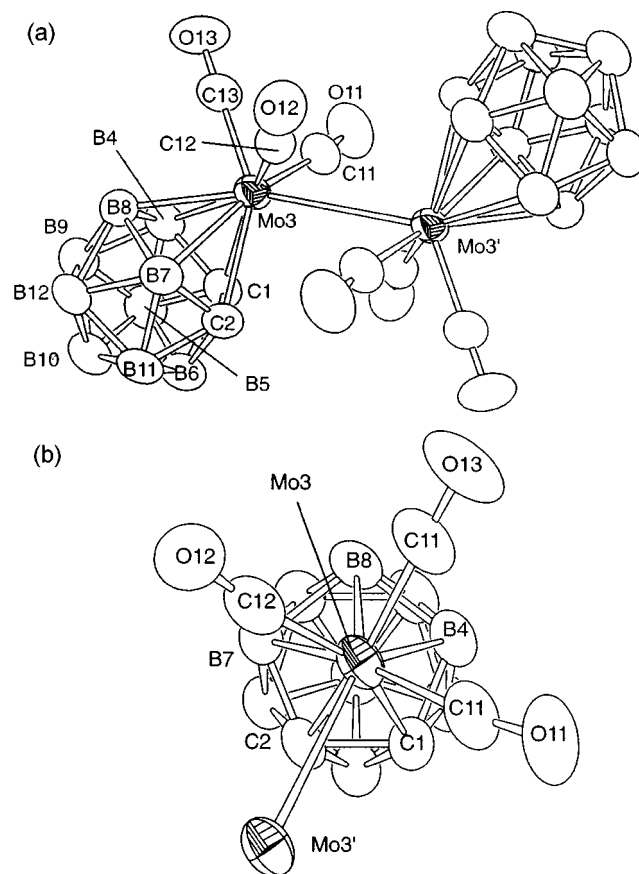 (a)
O13
C13
O12
O11
B4
C12
C11
B8
Mo3
B9
B7
C1
Mo3'
B12
C2
B10
B11
B6
B5
(b)
O13
Mo3
O12
C11
B8
C12
B4
B7
C11
O11
C2
C1
Mo3'